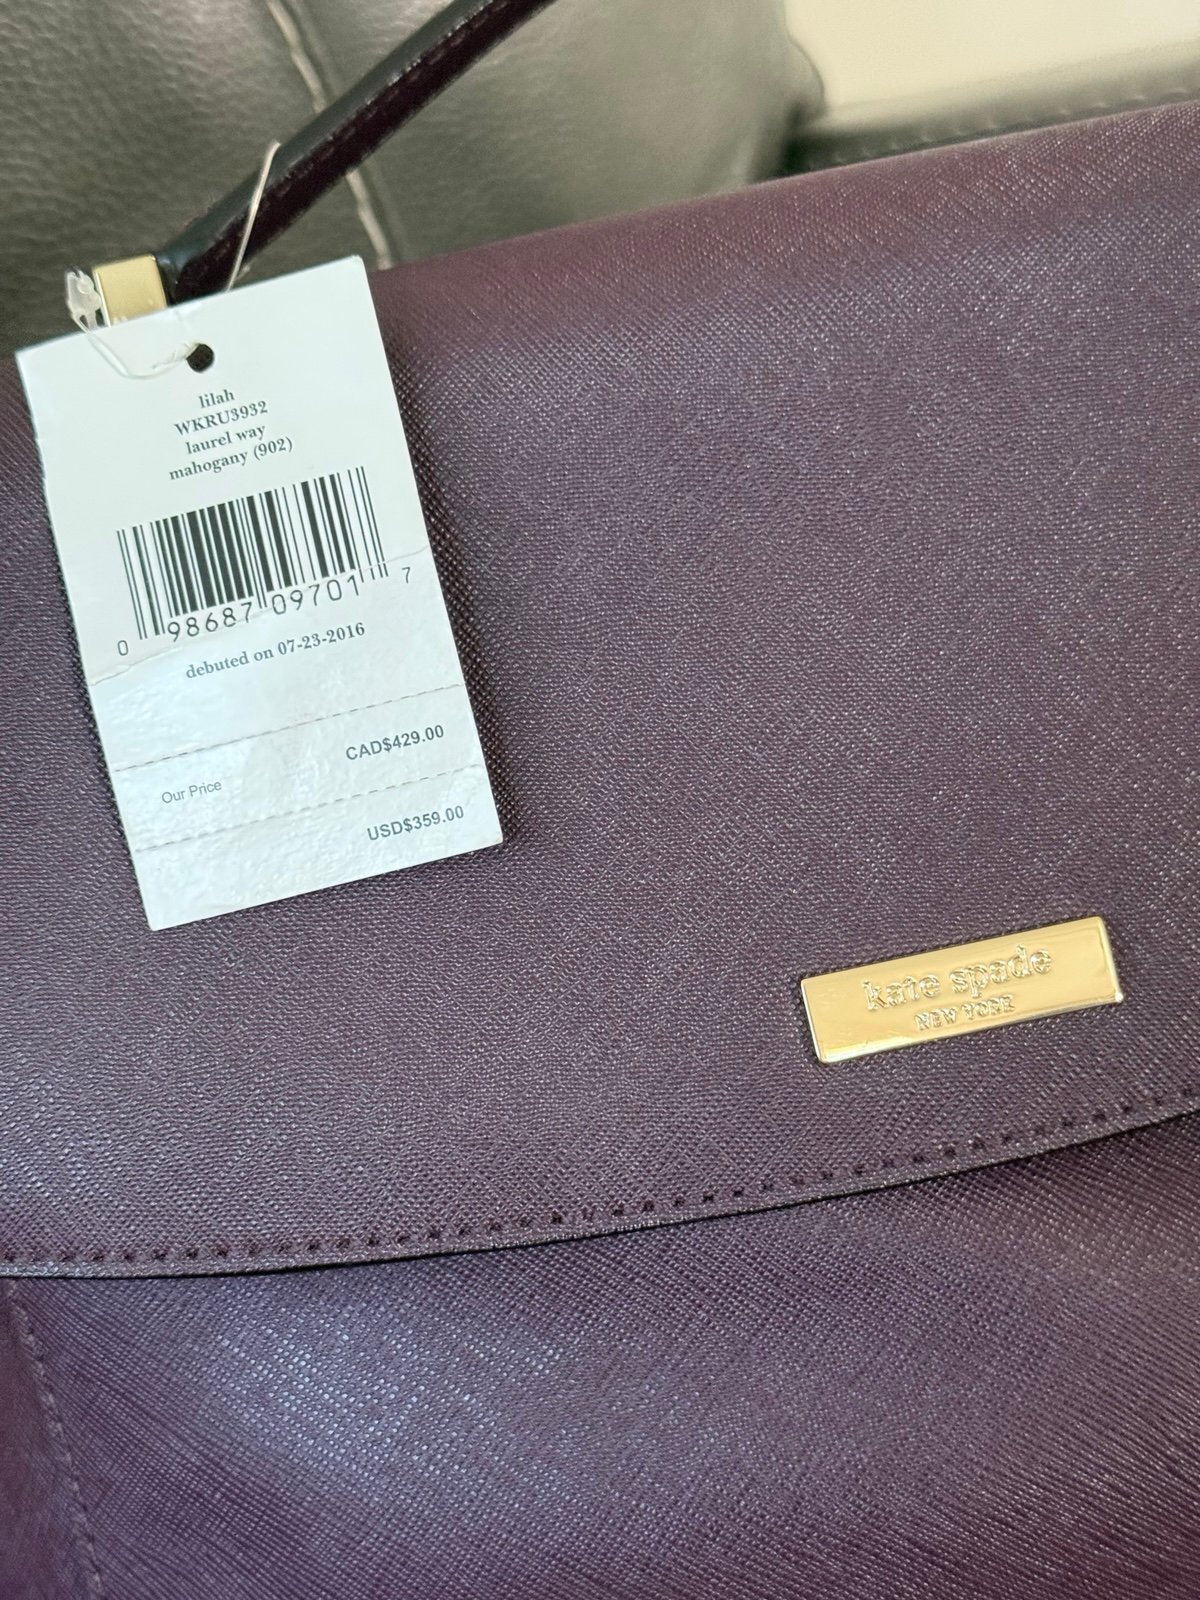 lilah
WKRU3932
laurel way
mahogany (902)
0 98687 09701 7
debuted on 07-23-2016
CAD$429.00
Our Price
USD$359.00
kate spade
NEW YORK